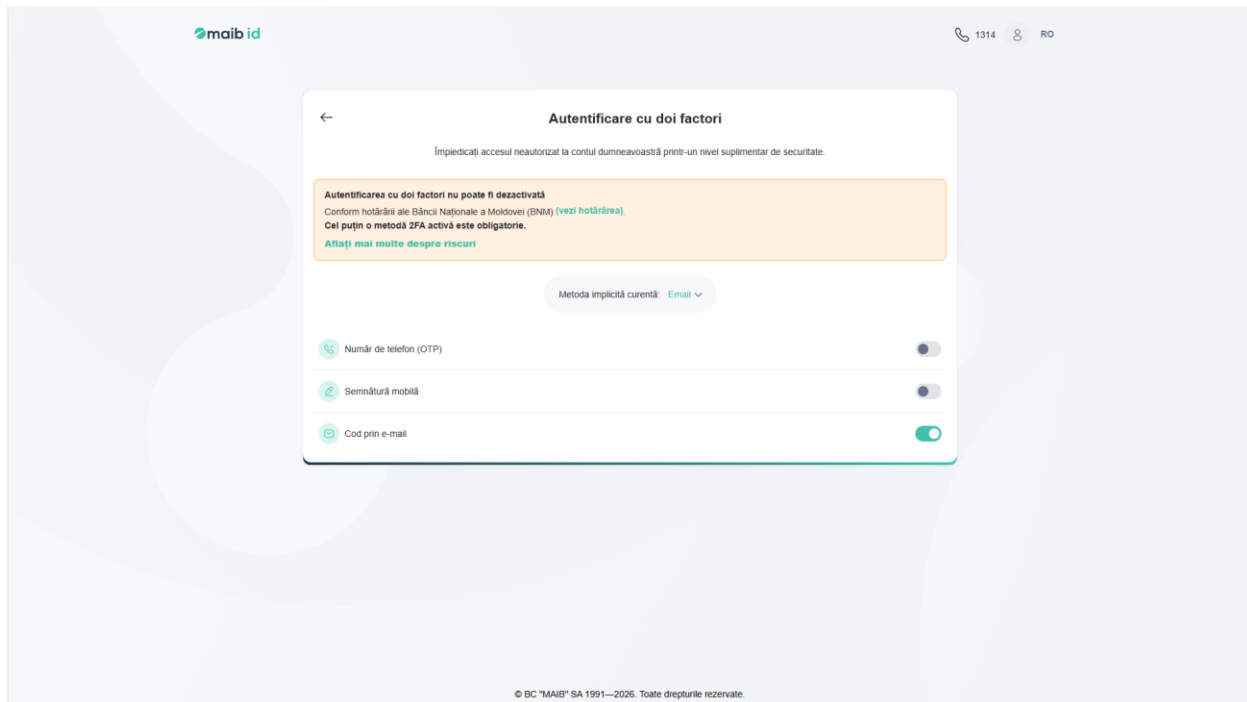 maib id
1314
RO
Autentificare cu doi factori
Împiedicați accesul neautorizat la contul dumneavoastră printr-un nivel suplimentar de securitate.
Autentificarea cu doi factori nu poate fi dezactivată
Conform hotărârii ale Băncii Naționale a Moldovei (BNM) (vezi hotărârea).
Cel puțin o metodă 2FA activă este obligatorie.
Aflați mai multe despre riscuri
Metoda implicită curentă: Email
Număr de telefon (OTP)
Semnătură mobilă
Cod prin e-mail
© BC "MAIB" SA 1991—2026. Toate drepturile rezervate.